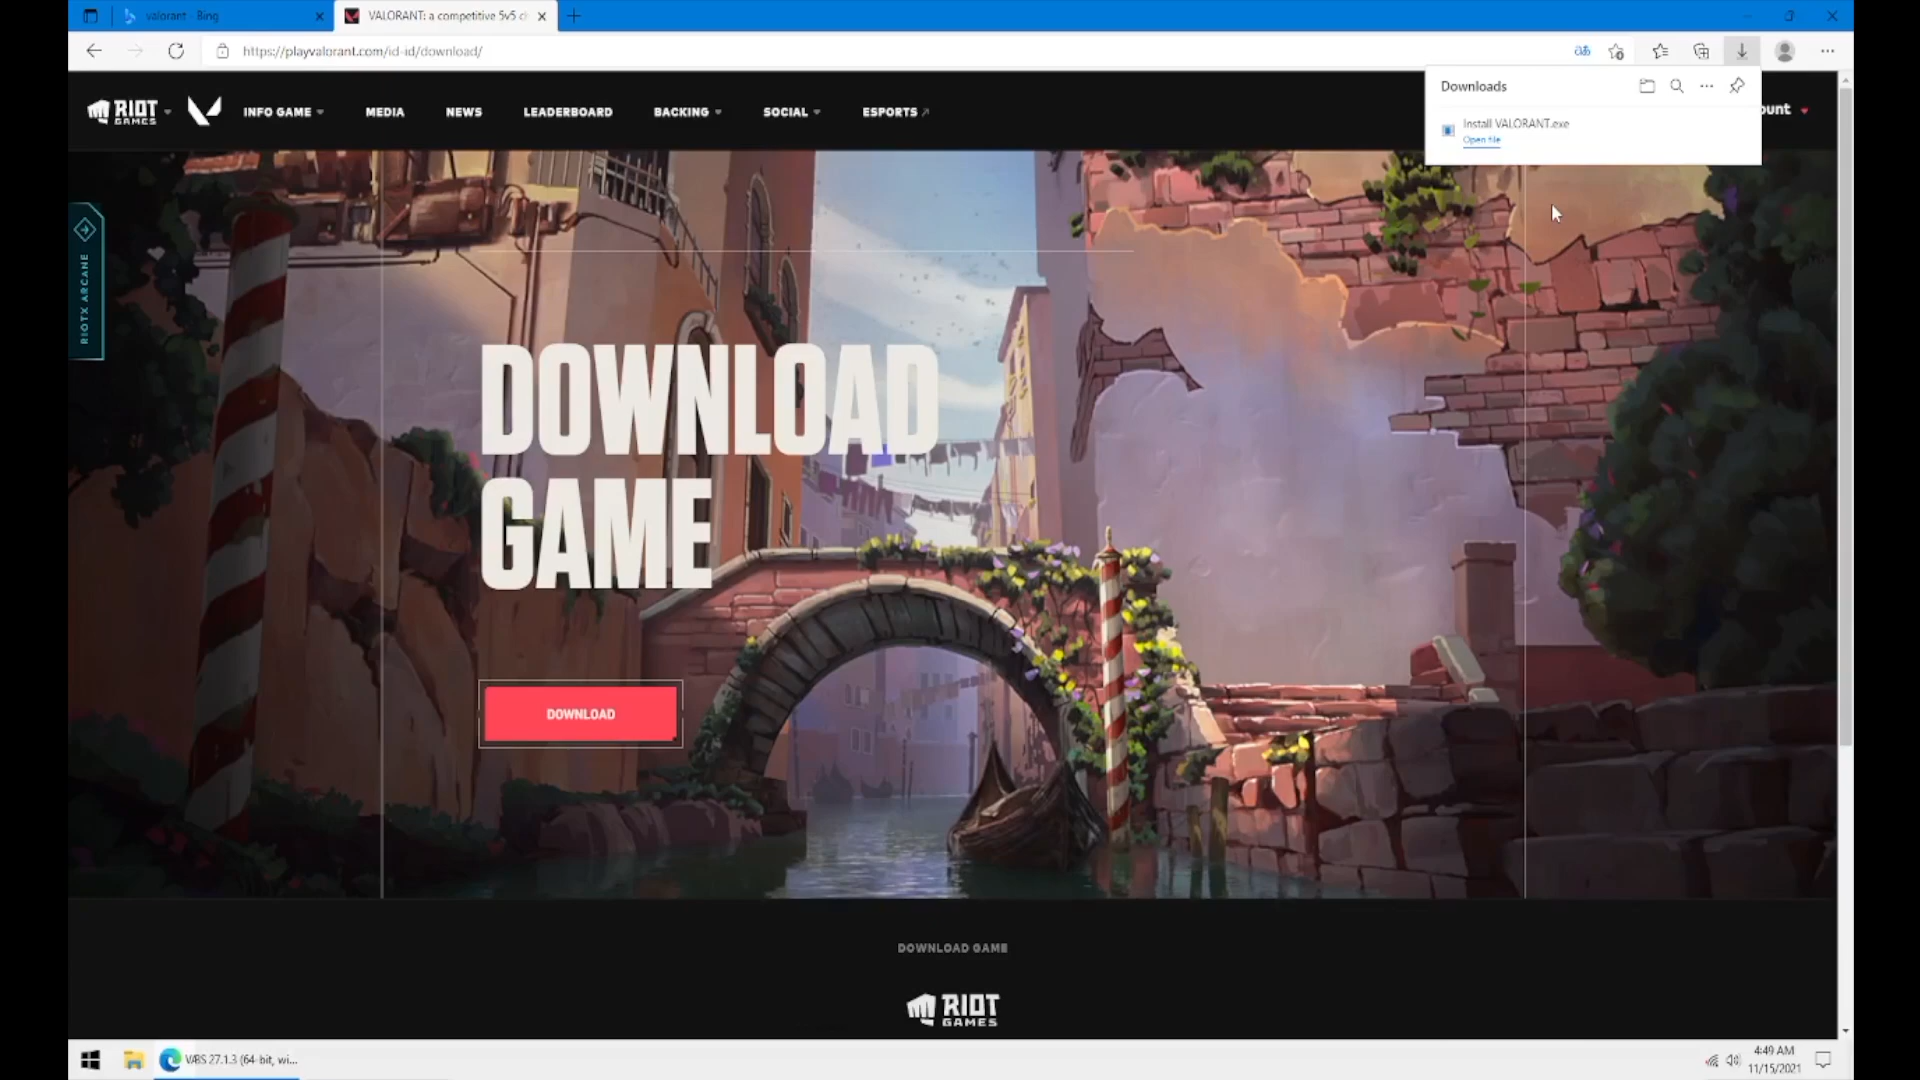 valorant - Bing
VALORANT: a competitive 5v5 c
https://playvalorant.com/id-id/download/
Downloads
Install VALORANT.exe
Open file
RIOT
GAMES
INFO GAME
MEDIA
NEWS
LEADERBOARD
BACKING
SOCIAL
ESPORTS
ount
RIOTX ARCANE
DOWNLOAD
GAME
DOWNLOAD
DOWNLOAD GAME
RIOT
GAMES
27.1.3 (64-bit, wi...
4:49 AM
11/15/2021